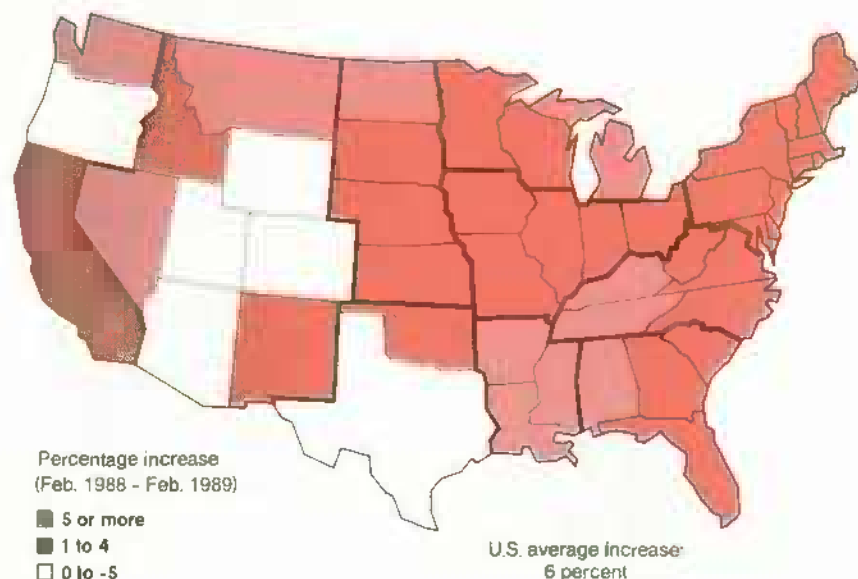 Percentage increase
(Feb. 1988 - Feb. 1989)
5 or more
1 to 4
0 to -5
U.S. average increase:
6 percent